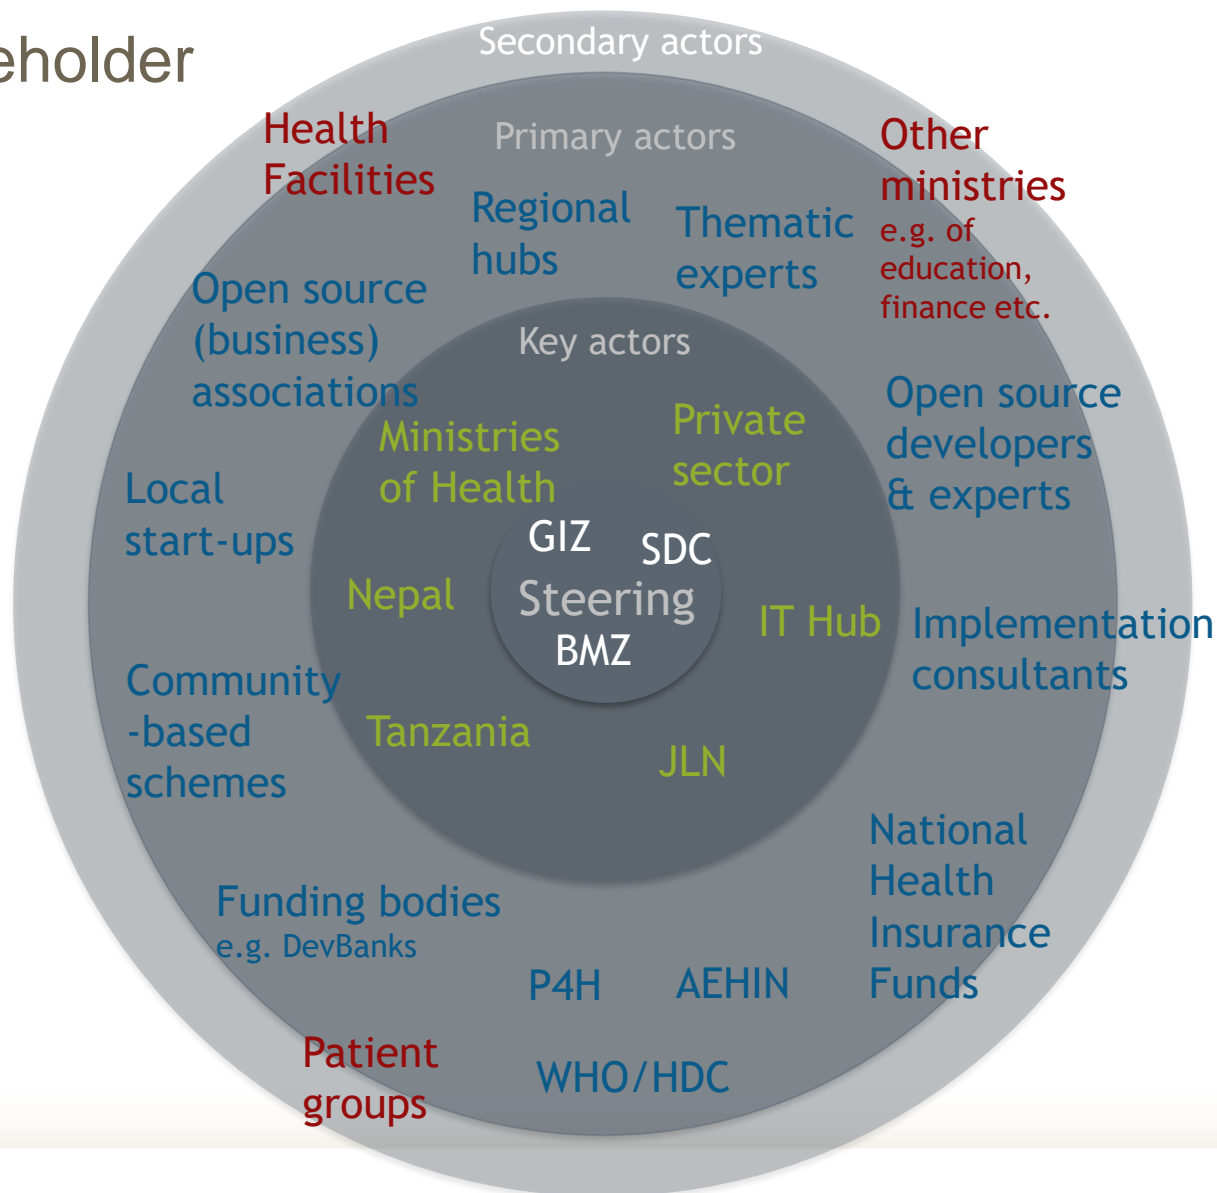 eholder
Secondary actors
Primary actors
Health
Facilities
Other
ministries
e.g. of
education,
finance etc.
Regional
hubs
Thematic
experts
Open source
(business)
associations
Key actors
Open source
developers
& experts
Ministries
of Health
Private
sector
Local
start-ups
GIZ
SDC
Steering
BMZ
Nepal
IT Hub
Implementation
consultants
Community
-based
schemes
Tanzania
JLN
National
Health
Insurance
Funds
Funding bodies
e.g. DevBanks
P4H
AEHIN
Patient
groups
WHO/HDC